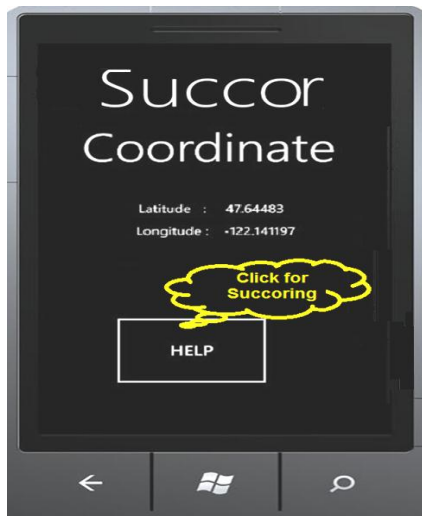 Succor
Coordinate
Latitude : 47.64483
Longitude : -122.141197
Click for
Succoring
HELP